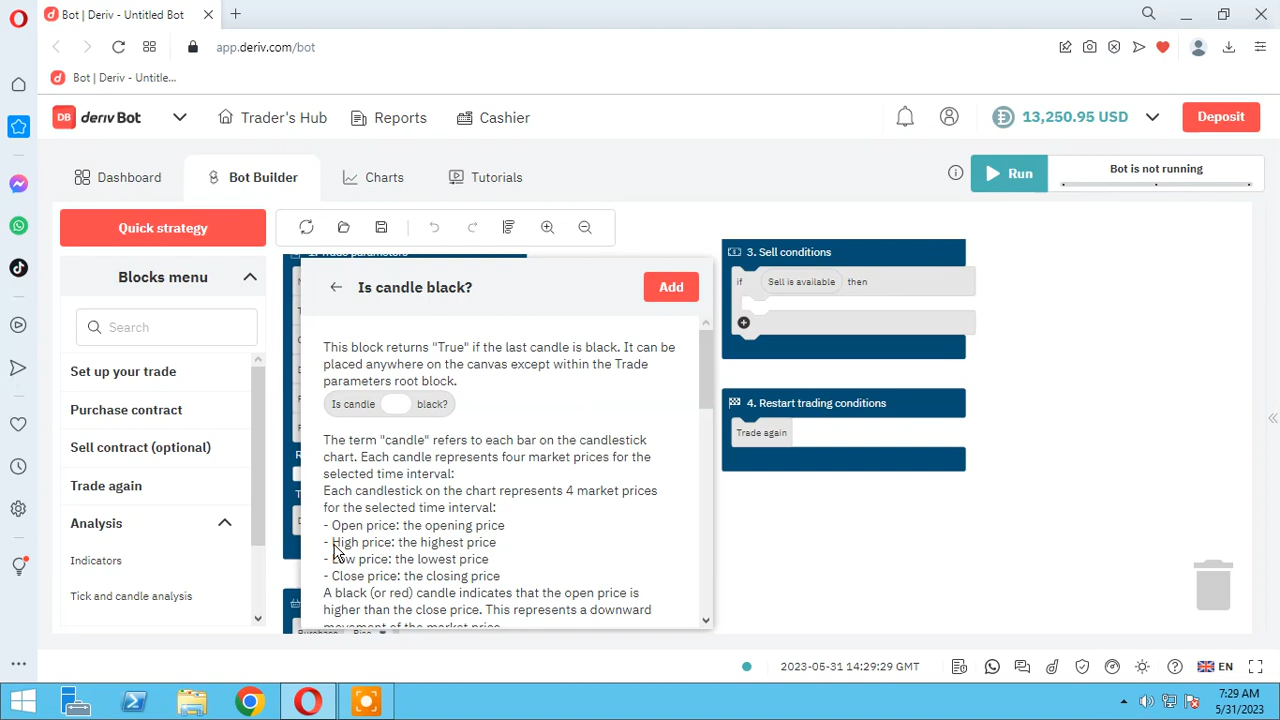 Bot | Deriv - Untitled Bot
app.deriv.com/bot
Bot | Deriv - Untitle...
DB deriv Bot
Trader's Hub
Reports
Cashier
13,250.95 USD
Deposit
Dashboard
Bot Builder
Charts
Tutorials
Run
Bot is not running
Quick strategy
Blocks menu
Search
Set up your trade
Purchase contract
Sell contract (optional)
Trade again
Analysis
Indicators
Tick and candle analysis
Is candle black?
Add
This block returns "True" if the last candle is black. It can be
placed anywhere on the canvas except within the Trade
parameters root block.
Is candle black?
The term "candle" refers to each bar on the candlestick
chart. Each candle represents four market prices for the
selected time interval:
Each candlestick on the chart represents 4 market prices
for the selected time interval:
- Open price: the opening price
- High price: the highest price
- Low price: the lowest price
- Close price: the closing price
A black (or red) candle indicates that the open price is
higher than the close price. This represents a downward
movement of the market price.
3. Sell conditions
if Sell is available then
4. Restart trading conditions
Trade again
Purchase Rise
2023-05-31 14:29:29 GMT
EN
7:29 AM
5/31/2023